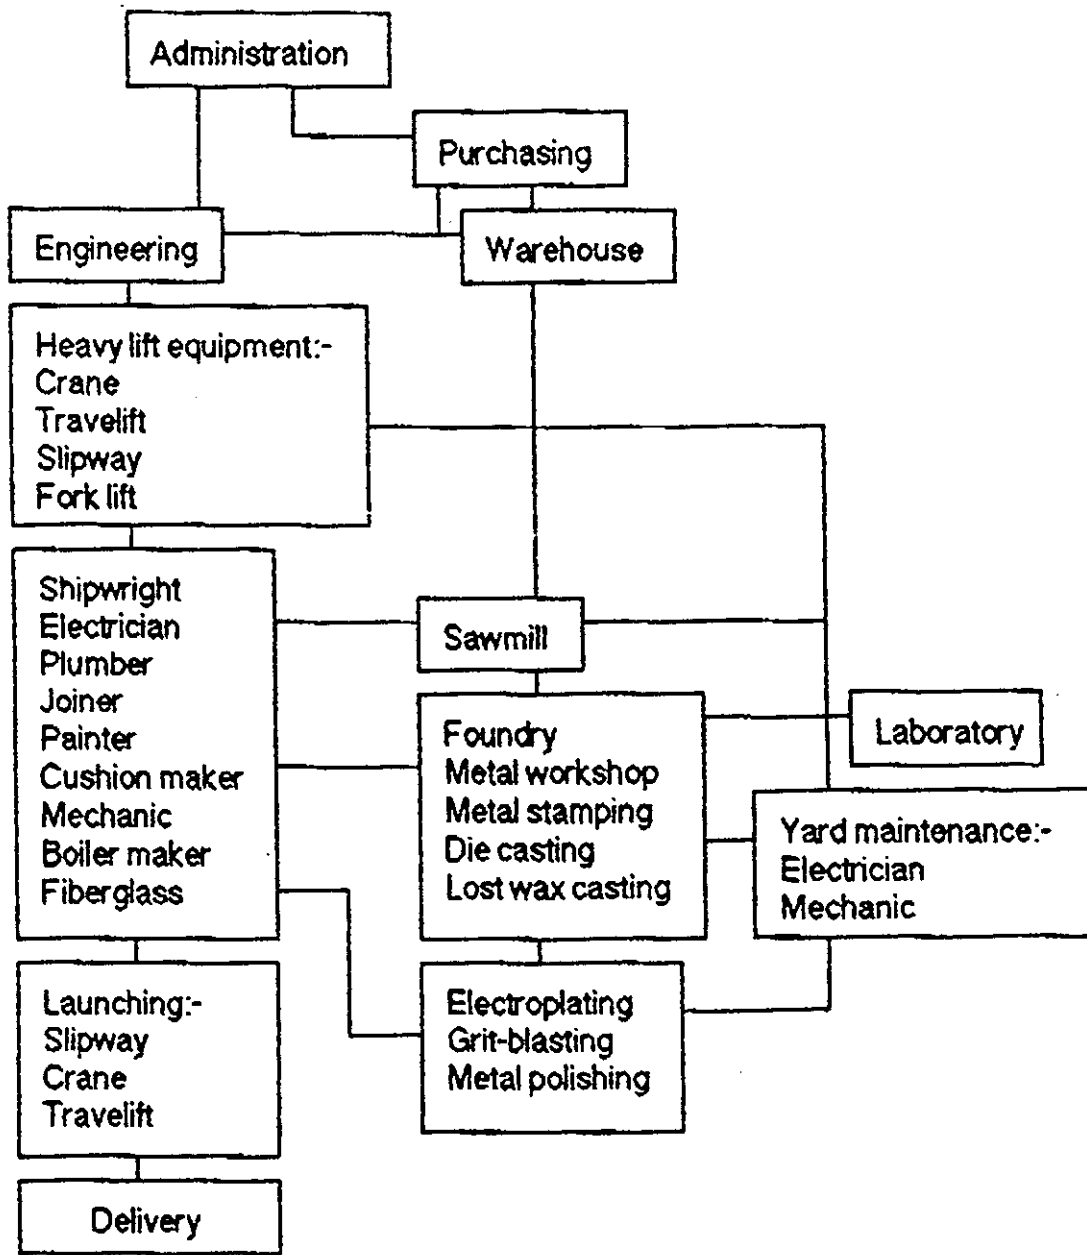 Administration
Purchasing
Engineering
Warehouse
Heavy lift equipment:-
Crane
Travelift
Slipway
Fork lift
Shipwright
Electrician
Plumber
Joiner
Painter
Cushion maker
Mechanic
Boiler maker
Fiberglass
Sawmill
Foundry
Metal workshop
Metal stamping
Die casting
Lost wax casting
Laboratory
Yard maintenance:-
Electrician
Mechanic
Launching:-
Slipway
Crane
Travelift
Electroplating
Grit-blasting
Metal polishing
Delivery